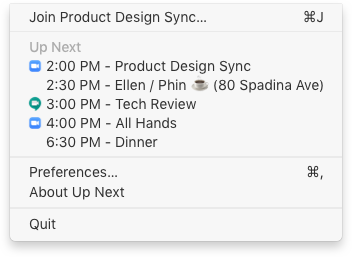 Join Product Design Sync... ⌘J
Up Next
2:00 PM - Product Design Sync
2:30 PM - Ellen / Phin ☕ (80 Spadina Ave)
3:00 PM - Tech Review
4:00 PM - All Hands
6:30 PM - Dinner
Preferences... ⌘,
About Up Next
Quit